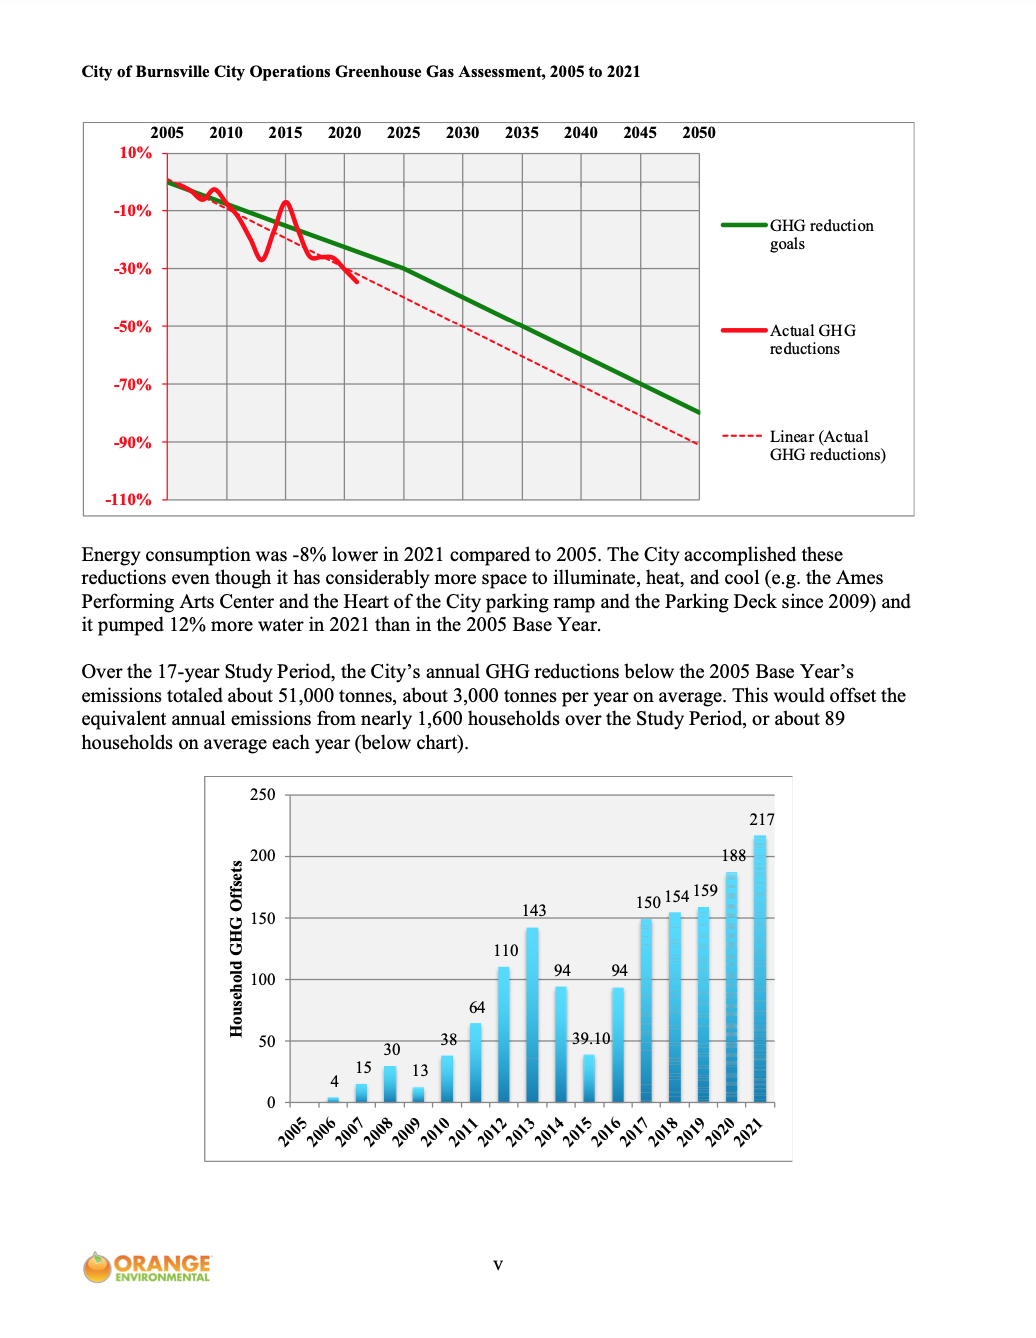 City of Burnsville City Operations Greenhouse Gas Assessment, 2005 to 2021
2005 2010 2015 2020 2025 2030 2035 2040 2045 2050
10%
-10%
-30%
-50%
-70%
-90%
-110%
GHG reduction
goals
Actual GHG
reductions
Linear (Actual
GHG reductions)
Energy consumption was -8% lower in 2021 compared to 2005. The City accomplished these
reductions even though it has considerably more space to illuminate, heat, and cool (e.g. the Ames
Performing Arts Center and the Heart of the City parking ramp and the Parking Deck since 2009) and
it pumped 12% more water in 2021 than in the 2005 Base Year.
Over the 17-year Study Period, the City's annual GHG reductions below the 2005 Base Year's
emissions totaled about 51,000 tonnes, about 3,000 tonnes per year on average. This would offset the
equivalent annual emissions from nearly 1,600 households over the Study Period, or about 89
households on average each year (below chart).
Household GHG Offsets
250
200
150
100
50
0
4
15
30
13
38
64
110
143
94
39.10
94
150
154
159
188
217
2005 2006 2007 2008 2009 2010 2011 2012 2013 2014 2015 2016 2017 2018 2019 2020 2021
ORANGE
ENVIRONMENTAL
v